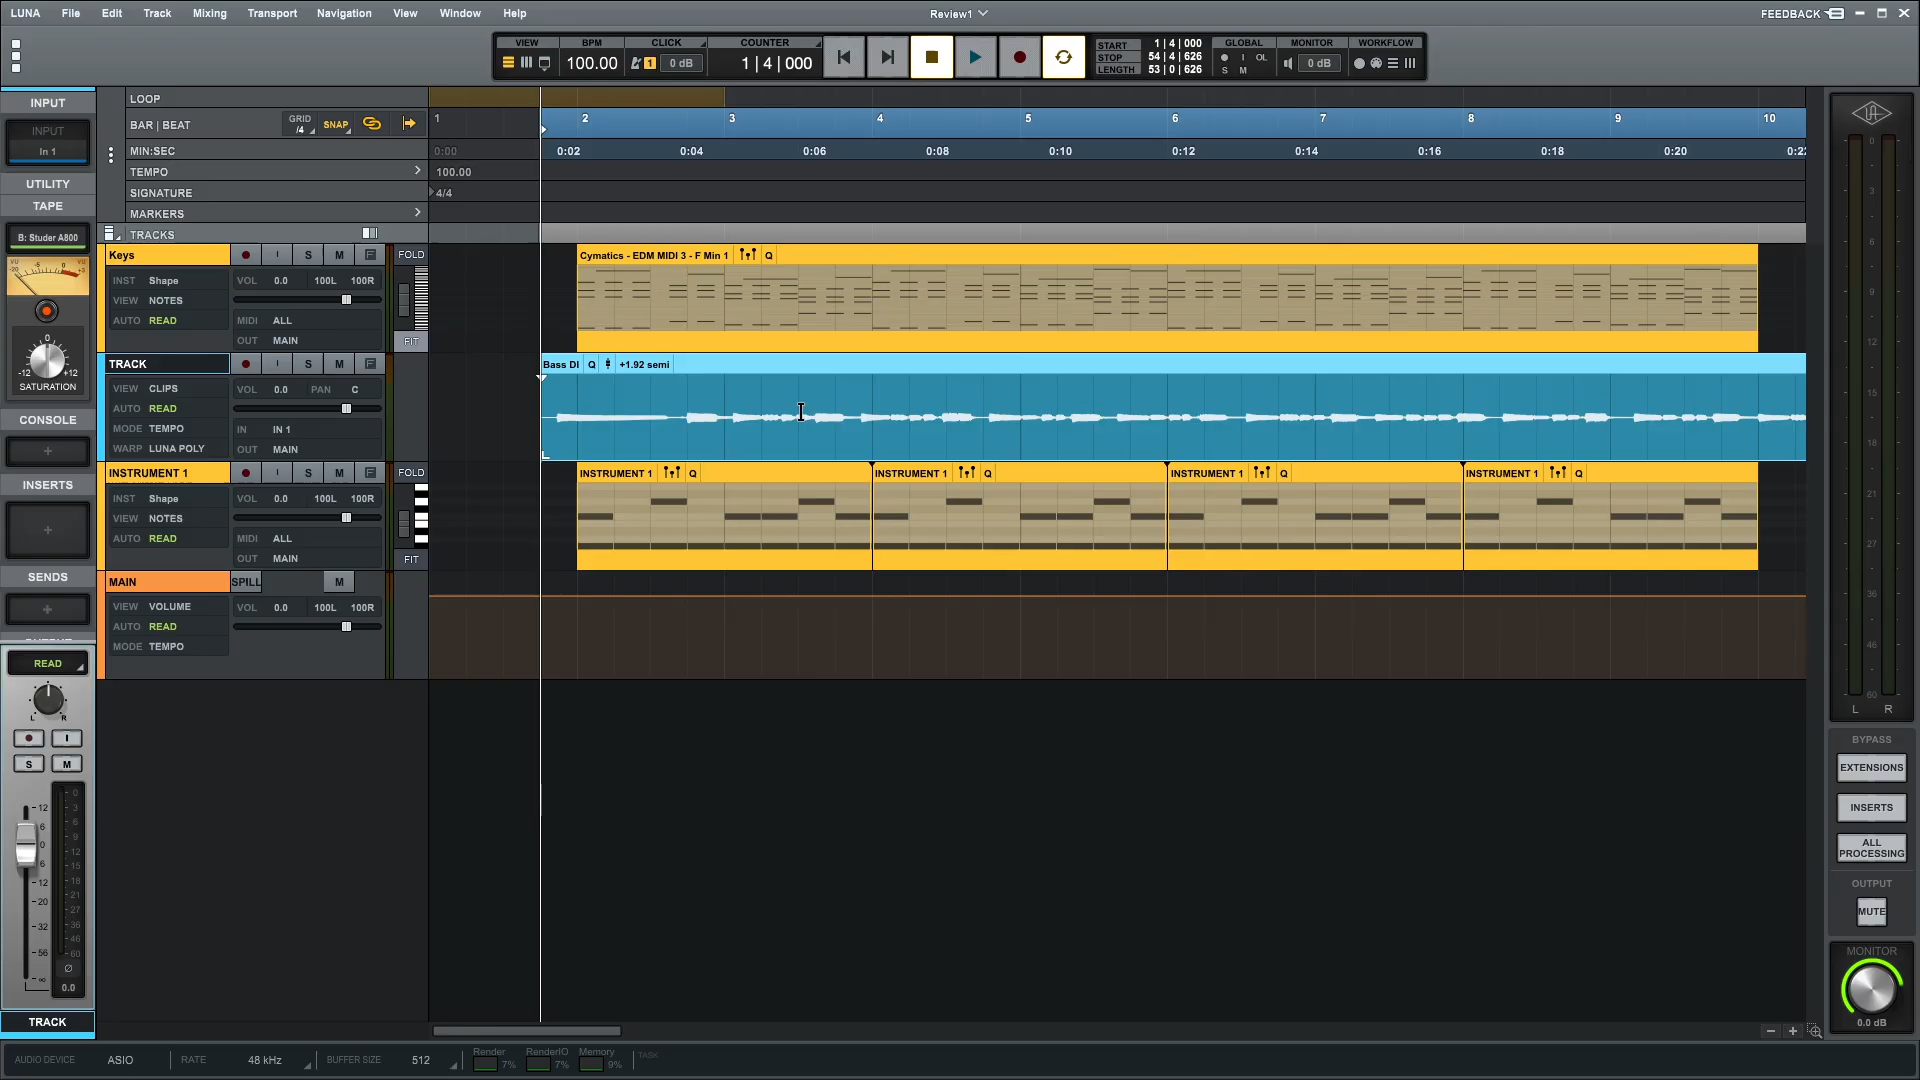 LUNA File Edit Track Mixing Transport Navigation View Window Help
Review1
FEEDBACK
VIEW BPM CLICK COUNTER
100.00 1 0 dB 1 | 4 | 000
START 1 | 4 | 000
STOP 54 | 4 | 626
LENGTH 53 | 0 | 626
GLOBAL MONITOR WORKFLOW
I OL
S M
0 dB
INPUT
INPUT
In 1
UTILITY
TAPE
B: Studer A800
VU VU
-20 -5 0 +3
0
-12 +12
SATURATION
CONSOLE
+
INSERTS
+
SENDS
+
READ
L R
I
S M
12
6
0
6
12
20
32
56
∞
0
3
6
9
12
15
18
21
27
36
46
60
Ø
0.0
TRACK
LOOP
BAR | BEAT GRID /4 SNAP
1 2 3 4 5 6 7 8 9 10
MIN:SEC
0:00 0:02 0:04 0:06 0:08 0:10 0:12 0:14 0:16 0:18 0:20 0:22
TEMPO 100.00
SIGNATURE 4/4
MARKERS
TRACKS
Keys I S M F FOLD
INST Shape VOL 0.0 100L 100R
VIEW NOTES
AUTO READ MIDI ALL
OUT MAIN FIT
Cymatics - EDM MIDI 3 - F Min 1 Q
TRACK I S M F
VIEW CLIPS VOL 0.0 PAN C
AUTO READ
MODE TEMPO IN IN 1
WARP LUNA POLY OUT MAIN
Bass DI Q +1.92 semi
INSTRUMENT 1 I S M F FOLD
INST Shape VOL 0.0 100L 100R
VIEW NOTES
AUTO READ MIDI ALL
OUT MAIN FIT
INSTRUMENT 1 Q INSTRUMENT 1 Q INSTRUMENT 1 Q INSTRUMENT 1 Q
MAIN SPILL M
VIEW VOLUME VOL 0.0 100L 100R
AUTO READ
MODE TEMPO
0
3
6
9
12
15
18
21
27
36
46
60
L R
BYPASS
EXTENSIONS
INSERTS
ALL
PROCESSING
OUTPUT
MUTE
MONITOR
0.0 dB
AUDIO DEVICE ASIO RATE 48 kHz BUFFER SIZE 512 Render 7% RenderIO 7% Memory 9% TASK